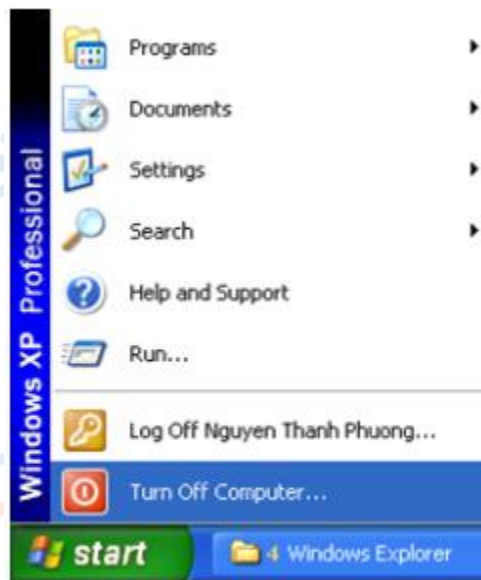 Windows XP Professional
Programs
Documents
Settings
Search
Help and Support
Run...
Log Off Nguyen Thanh Phuong...
Turn Off Computer...
start
4 Windows Explorer